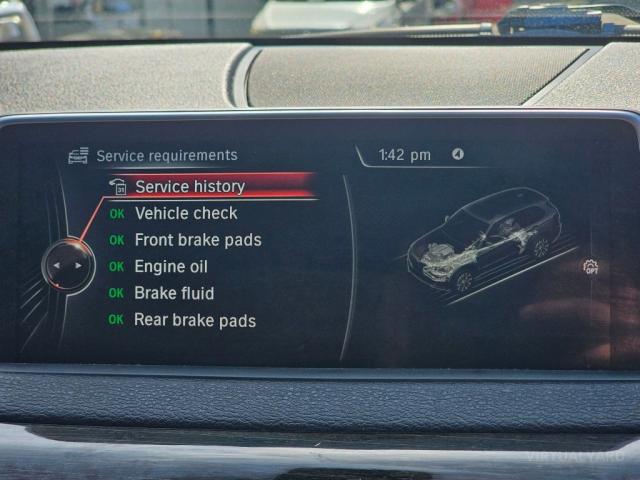 Service requirements
1:42 pm
31 Service history
OK Vehicle check
OK Front brake pads
OK Engine oil
OK Brake fluid
OK Rear brake pads
OPT